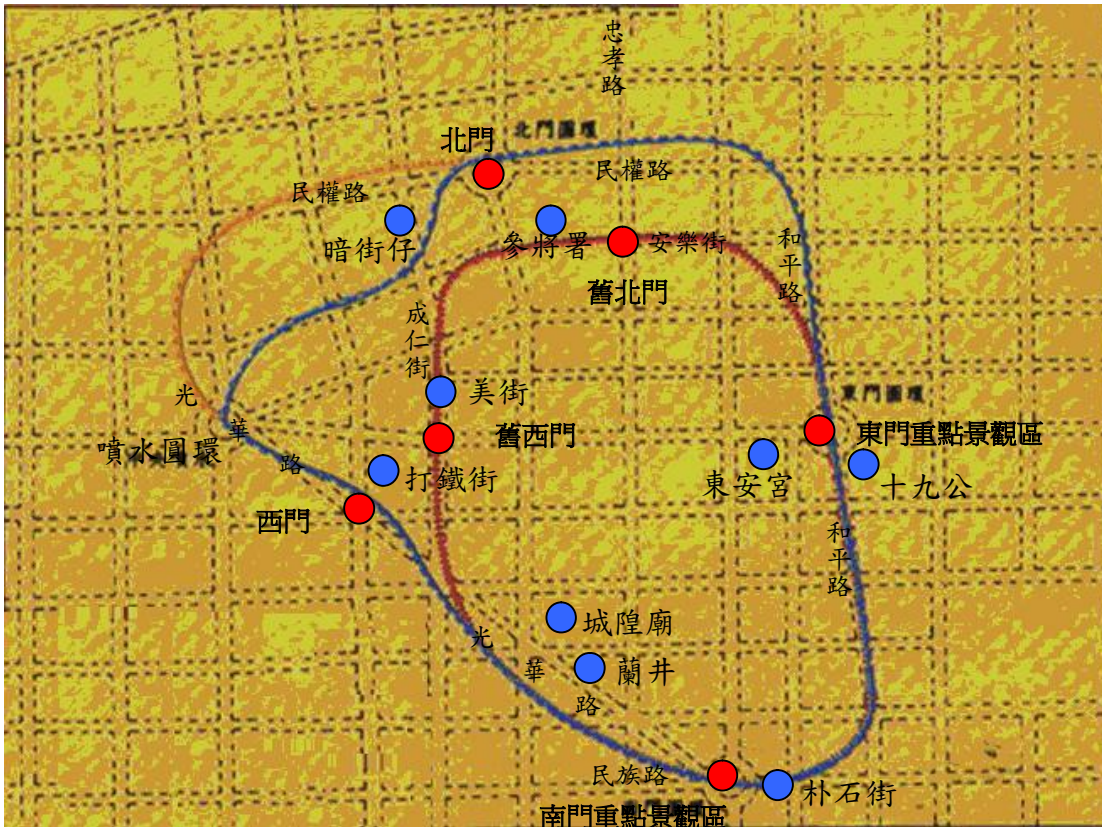 忠孝路
北門
北門圓環
民權路
民權路
暗街仔
參將署
安樂街
和平路
舊北門
成仁街
美街
光華路
東門圓環
噴水圓環
舊西門
東門重點景觀區
打鐵街
東安宮
十九公
西門
和平路
城隍廟
光華路
蘭井
民族路
朴石街
南門重點景觀區